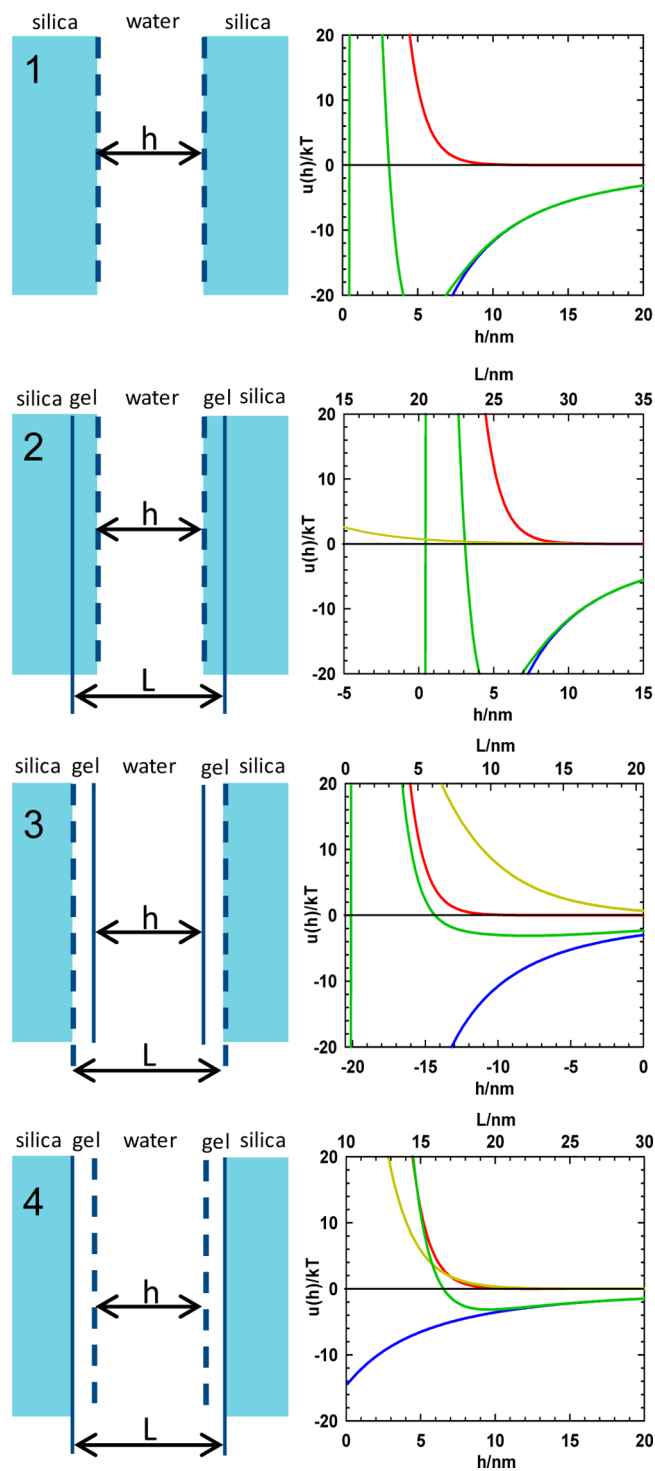 silica water silica
1
h
20
10
0
-10
-20
u(h)/kT
0 5 10 15 20
h/nm
silica gel water gel silica
2
h
L
L/nm
15 20 25 30 35
20
10
0
-10
-20
u(h)/kT
-5 0 5 10 15
h/nm
silica gel water gel silica
3
h
L
L/nm
0 5 10 15 20
20
10
0
-10
-20
u(h)/kT
-20 -15 -10 -5 0
h/nm
silica gel water gel silica
4
h
L
L/nm
10 15 20 25 30
20
10
0
-10
-20
u(h)/kT
0 5 10 15 20
h/nm